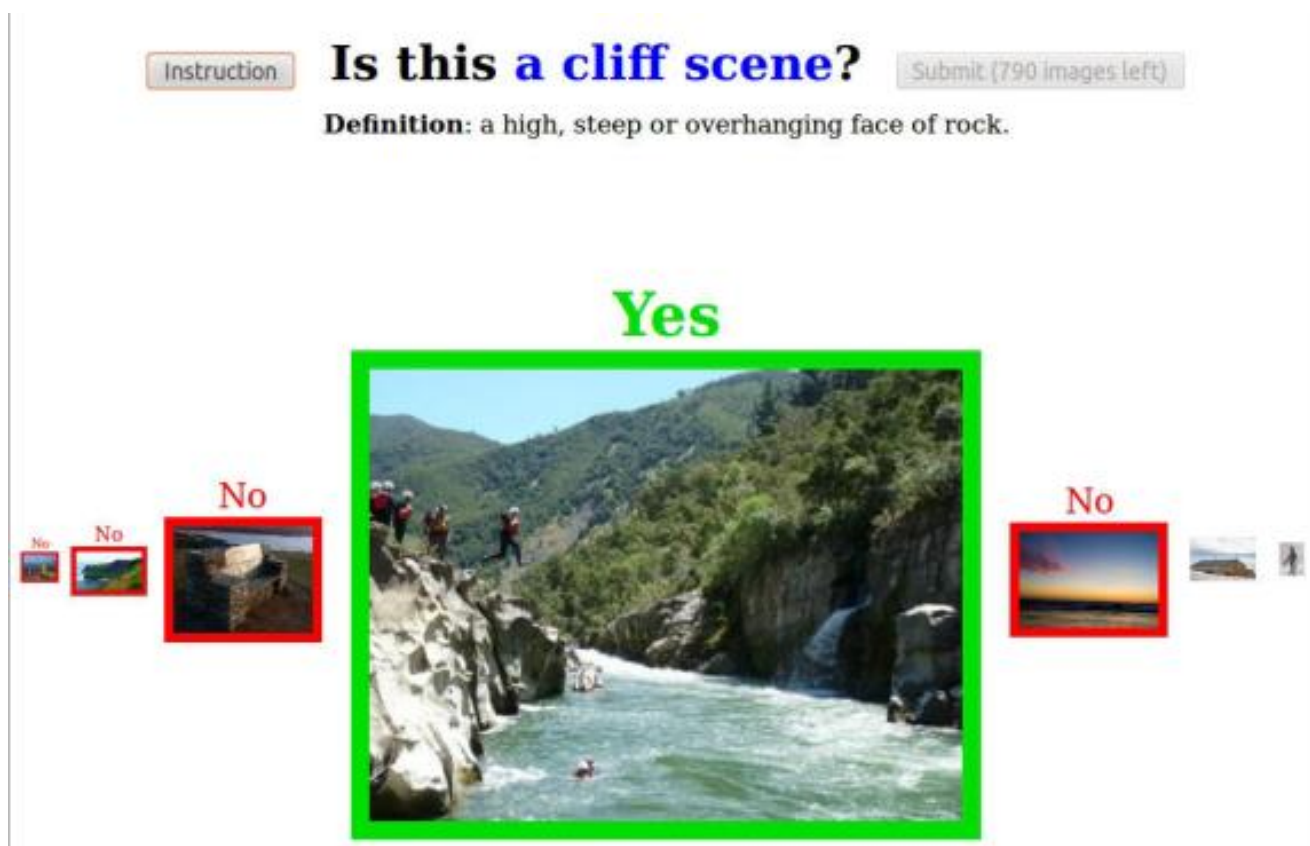 Instruction
Is this a cliff scene?
Submit (790 images left)
Definition: a high, steep or overhanging face of rock.
Yes
No
No
No
No